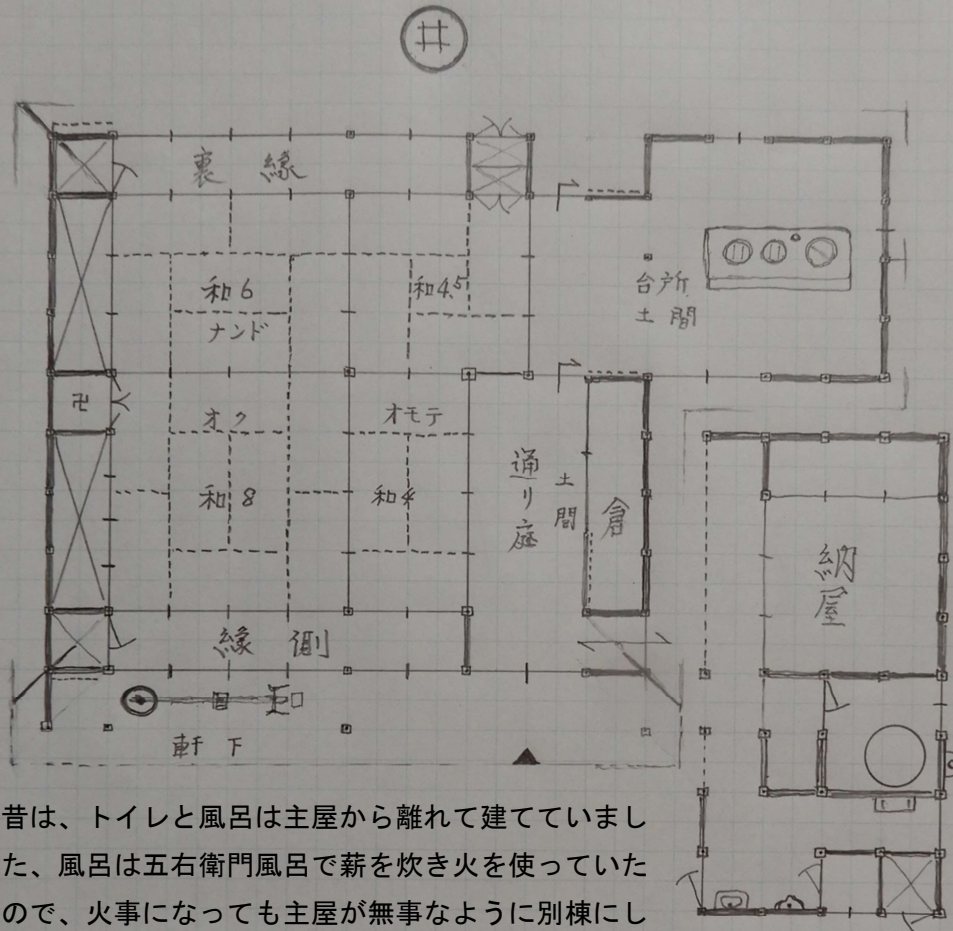 井
裏縁
和6
ナンド
和4.5
台所
土間
卍
オク
和8
オモテ
和4
通り庭
土間
倉
納屋
縁側
軒下
昔は、トイレと風呂は主屋から離れて建てていまし
た、風呂は五右衛門風呂で薪を炊き火を使っていた
ので、火事になっても主屋が無事なように別棟にし